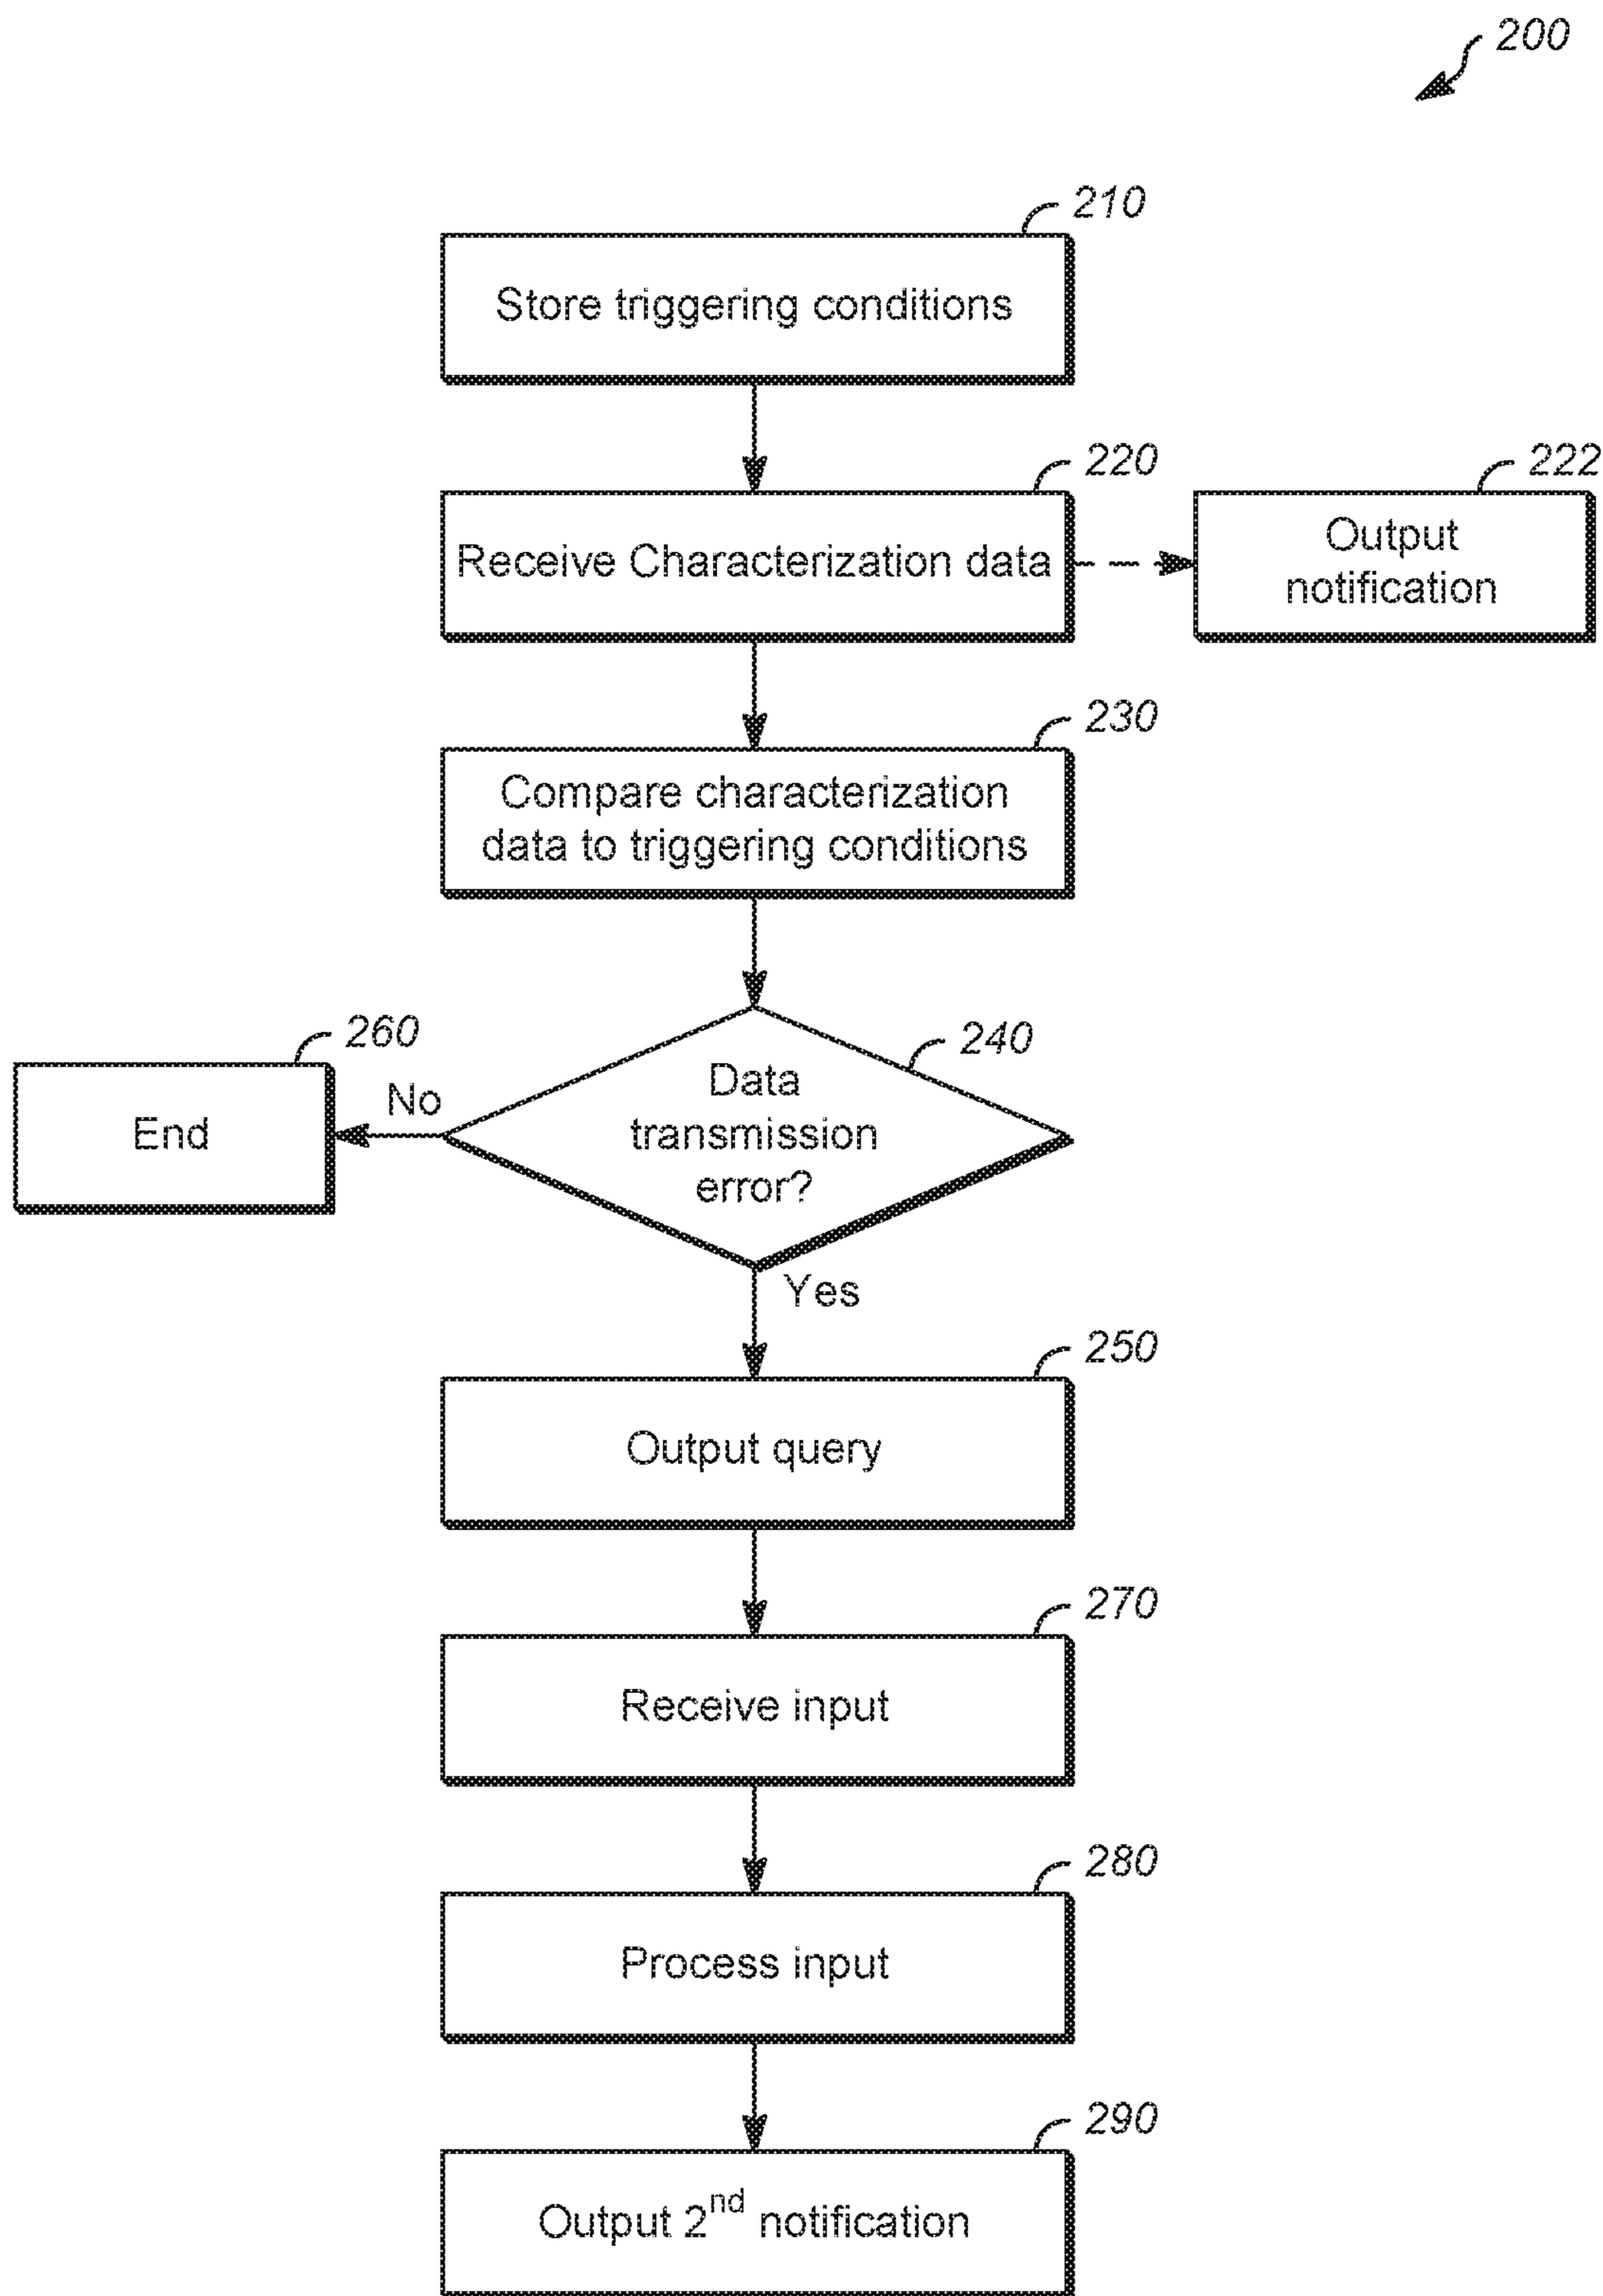 200
210
Store triggering conditions
220
222
Receive Characterization data
Output
notification
230
Compare characterization
data to triggering conditions
260
240
End
No
Data
transmission
error?
Yes
250
Output query
270
Receive input
280
Process input
290
Output 2nd notification